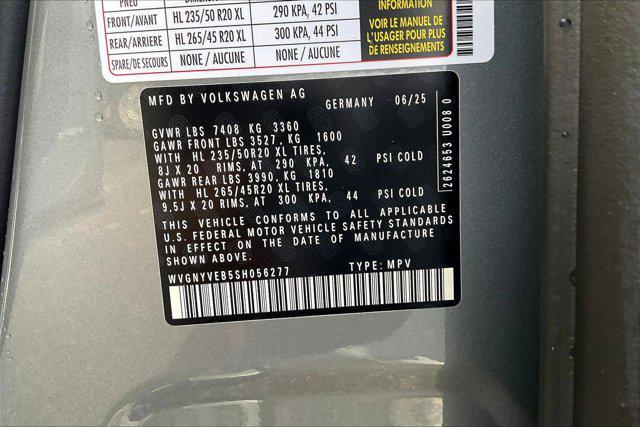 PNEU
FRONT/AVANT HL 235/50 R20 XL 290 KPA, 42 PSI
REAR/ARRIERE HL 265/45 R20 XL 300 KPA, 44 PSI
SPARE/DE SECOURS NONE / AUCUNE NONE / AUCUNE
INFORMATION
VOIR LE MANUEL DE
L'USAGER POUR PLUS
DE RENSEIGNEMENTS
MFD BY VOLKSWAGEN AG
GERMANY 06/25
GVWR LBS 7408 KG 3360
GAWR FRONT LBS 3527, KG 1600
WITH HL 235/50R20 XL TIRES,
8J X 20 RIMS, AT 290 KPA, 42 PSI COLD
GAWR REAR LBS 3990, KG 1810
WITH HL 265/45R20 XL TIRES,
9,5J X 20 RIMS, AT 300 KPA, 44 PSI COLD
THIS VEHICLE CONFORMS TO ALL APPLICABLE
U.S. FEDERAL MOTOR VEHICLE SAFETY STANDARDS
IN EFFECT ON THE DATE OF MANUFACTURE
SHOWN ABOVE.
WVGNYVEB5SH056277 TYPE: MPV
2624653 U008 0